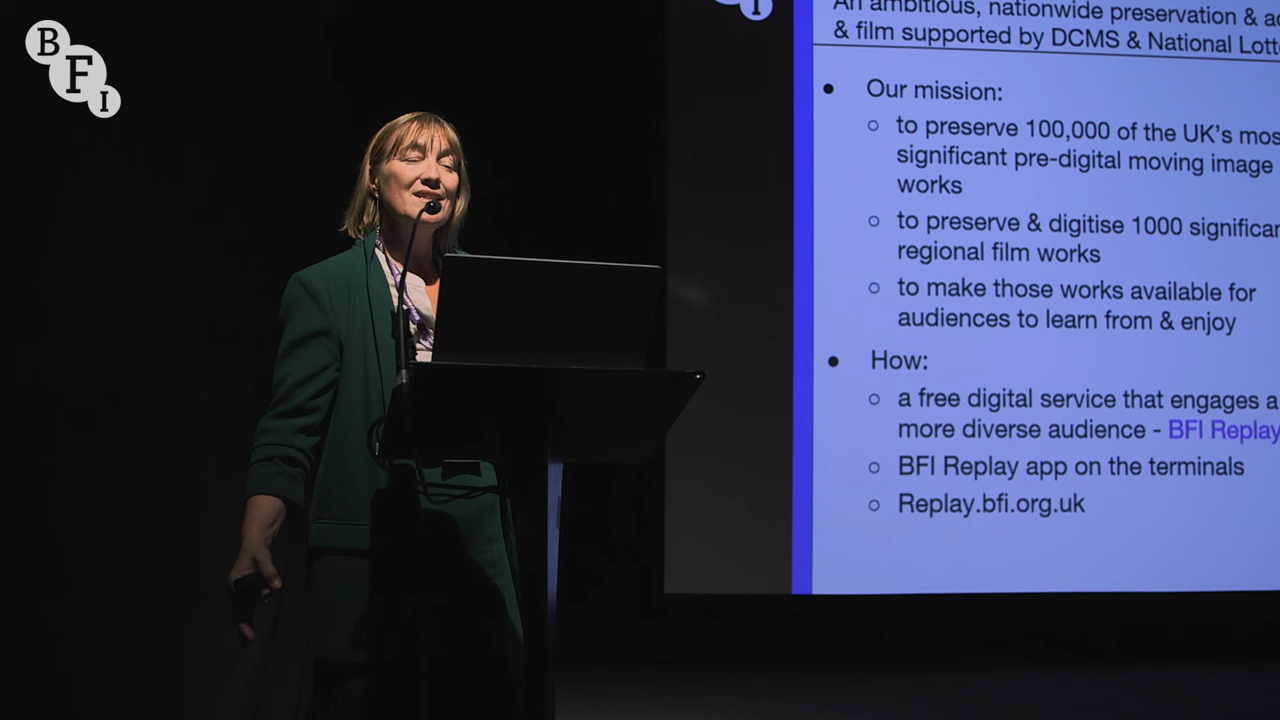 BFI
I
An ambitious, nationwide preservation &
& film supported by DCMS & National
Our mission:
to preserve 100,000 of the UK's
significant pre-digital moving image
works
to preserve & digitise 1000
regional film works
to make those works available for
audiences to learn from & enjoy
How:
a free digital service that engages
more diverse audience - BFI Replay
BFI Replay app on the terminals
Replay.bfi.org.uk